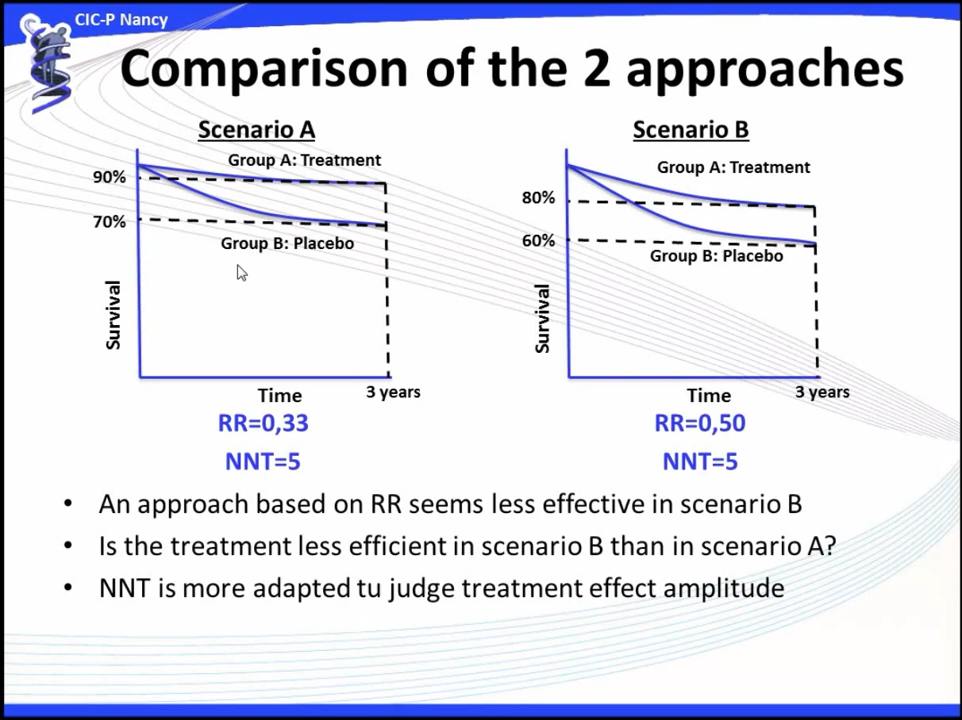 CIC-P Nancy
Comparison of the 2 approaches
Scenario A
Group A: Treatment
90%
70%
Group B: Placebo
Survival
Time
3 years
RR=0,33
NNT=5
Scenario B
Group A: Treatment
80%
60%
Group B: Placebo
Survival
Time
3 years
RR=0,50
NNT=5
• An approach based on RR seems less effective in scenario B
• Is the treatment less efficient in scenario B than in scenario A?
• NNT is more adapted tu judge treatment effect amplitude